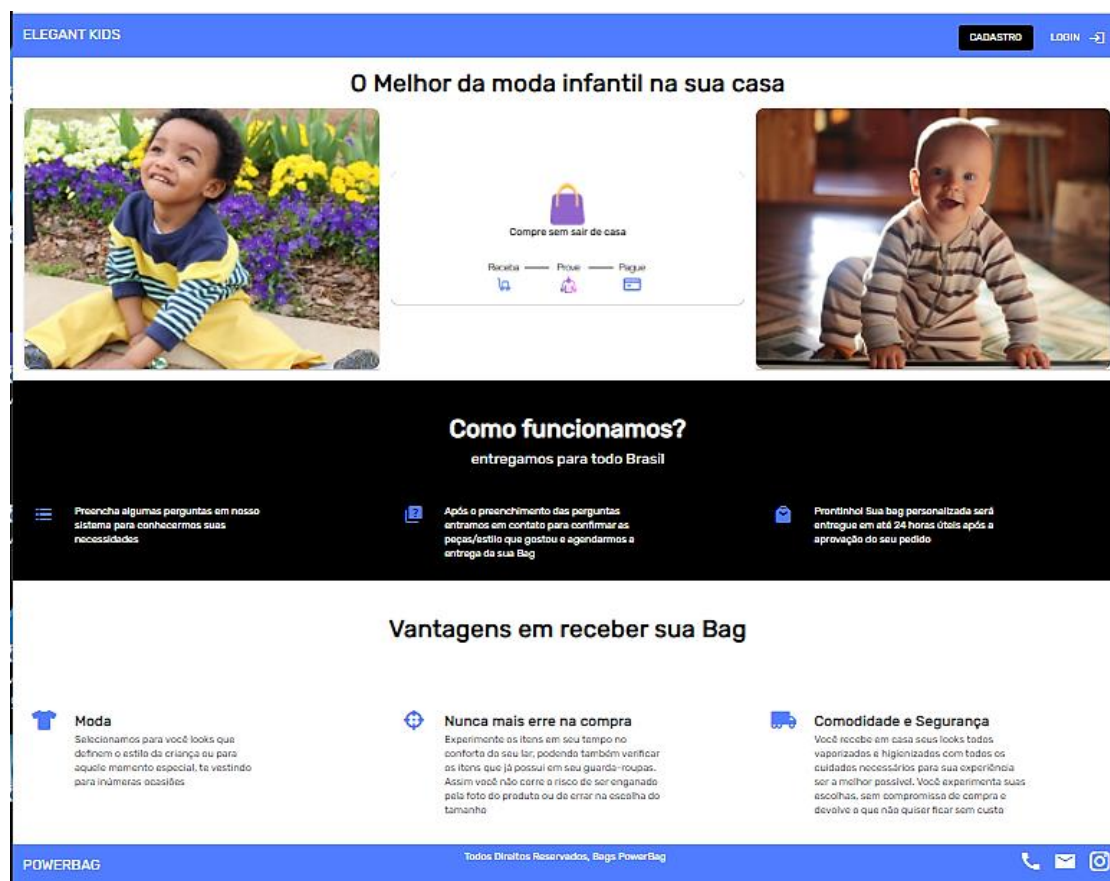 ELEGANT KIDS
CADASTRO
LOGIN
O Melhor da moda infantil na sua casa
Compre sem sair de casa
Receba
Prove
Pague
Como funcionamos?
entregamos para todo Brasil
Preencha algumas perguntas em nosso
sistema para conhecermos suas
necessidades
Após o preenchimento das perguntas
entramos em contato para confirmar as
peças/estilo que gostou e agendarmos a
entrega da sua Bag
Prontinho! Sua bag personalizada será
entregue em até 24 horas úteis após a
aprovação do seu pedido
Vantagens em receber sua Bag
Moda
Selecionamos para você looks que
definem o estilo da criança ou para
aquele momento especial, te vestindo
para inúmeras ocasiões
Nunca mais erre na compra
Experimente os itens em seu tempo no
conforto do seu lar, podendo também verificar
os itens que já possui em seu guarda-roupas.
Assim você não corre o risco de ser enganado
pela foto do produto ou de errar na escolha do
tamanho
Comodidade e Segurança
Você recebe em casa seus looks todos
vaporizados e higienizados com todos os
cuidados necessários para sua experiência
ser a melhor possível. Você experimenta suas
escolhas, sem compromisso de compra e
devolve o que não quiser ficar sem custo
POWERBAG
Todos Direitos Reservados, Bags PowerBag